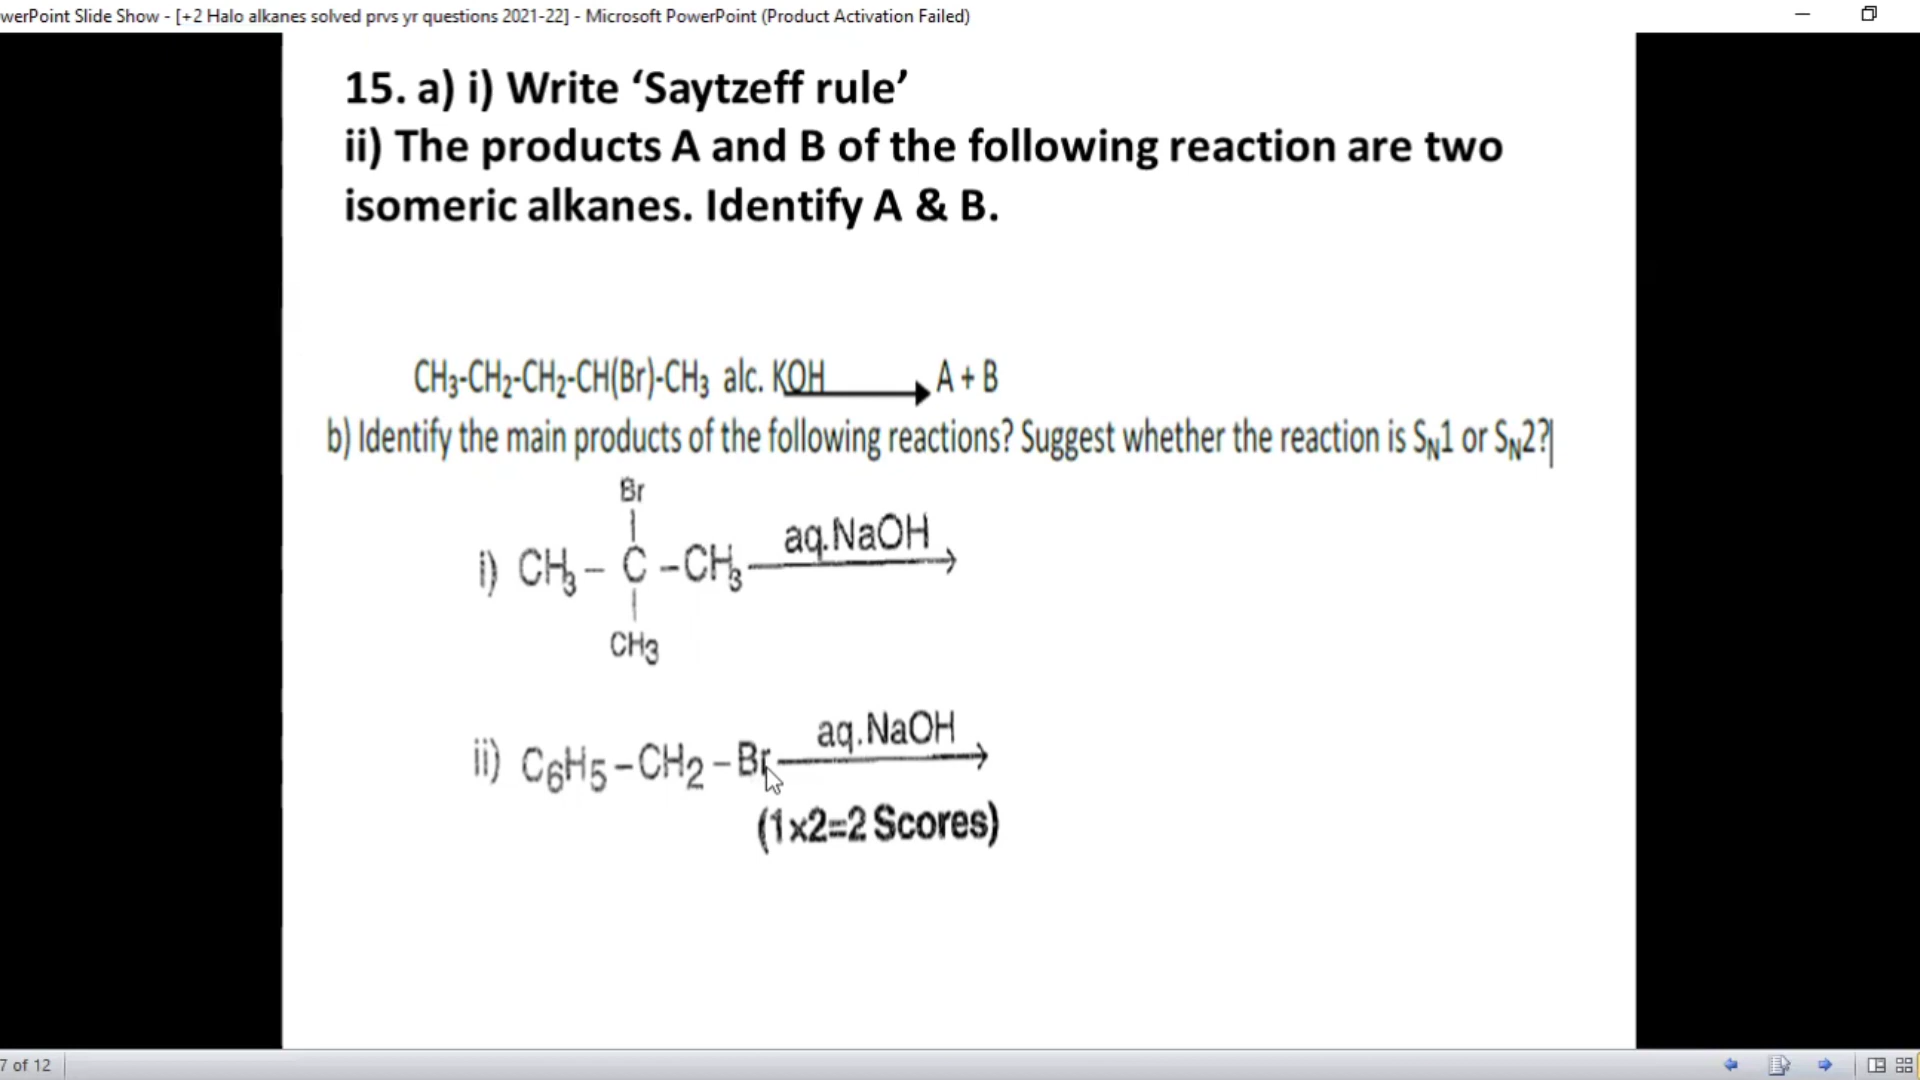 werPoint Slide Show - [+2 Halo alkanes solved prvs yr questions 2021-22] - Microsoft PowerPoint (Product Activation Failed)
15. a) i) Write ‘Saytzeff rule’
ii) The products A and B of the following reaction are two
isomeric alkanes. Identify A & B.
CH₃-CH₂-CH₂-CH(Br)-CH₃ alc. KOH A + B
b) Identify the main products of the following reactions? Suggest whether the reaction is Sₙ1 or Sₙ2?
Br
aq.NaOH
i) CH₃ – C – CH₃
CH₃
aq.NaOH
ii) C₆H₅ – CH₂ – Br
(1x2=2 Scores)
7 of 12